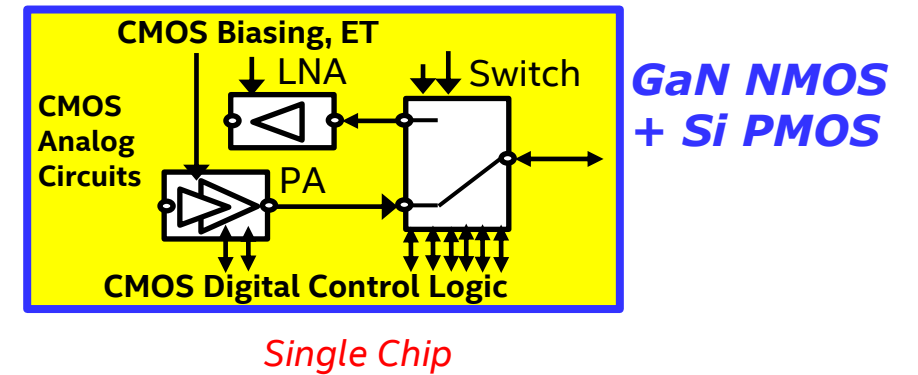 CMOS Biasing, ET
LNA
Switch
CMOS
Analog
Circuits
PA
CMOS Digital Control Logic
GaN NMOS
+ Si PMOS
Single Chip